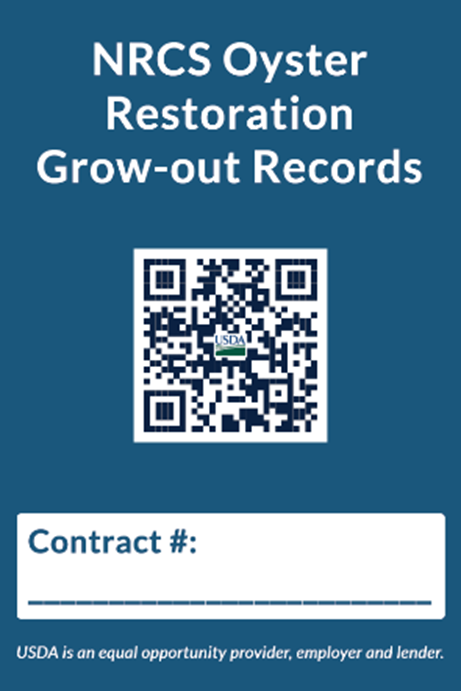 NRCS Oyster
Restoration
Grow-out Records
USDA
Contract #:
USDA is an equal opportunity provider, employer and lender.